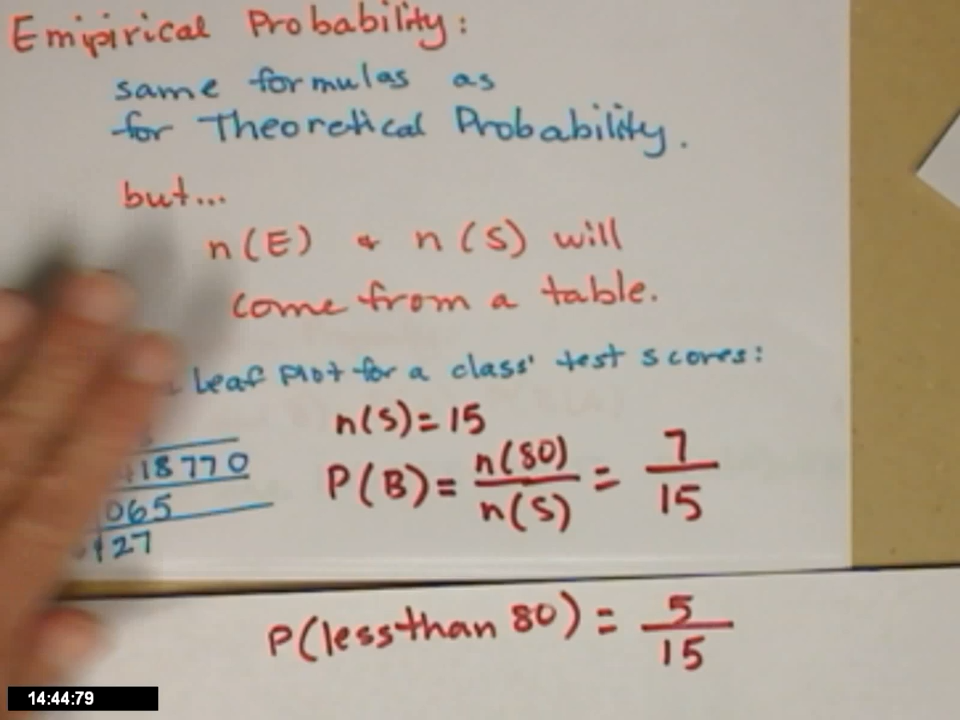 Empirical Probability:
same formulas as
for Theoretical Probability.
but...
n(E) & n(S) will
come from a table.
Leaf Plot for a class' test scores:
n(S)=15
18770
065
27
P(B)= n(80)/n(S) = 7/15
P(less than 80) = 5/15
14:44:79